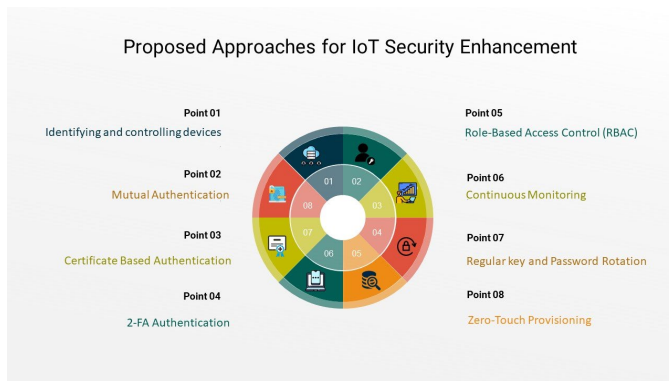 Proposed Approaches for IoT Security Enhancement
Point 01
Identifying and controlling devices
Point 02
Mutual Authentication
Point 03
Certificate Based Authentication
Point 04
2-FA Authentication
01
02
03
04
05
06
07
08
Point 05
Role-Based Access Control (RBAC)
Point 06
Continuous Monitoring
Point 07
Regular key and Password Rotation
Point 08
Zero-Touch Provisioning